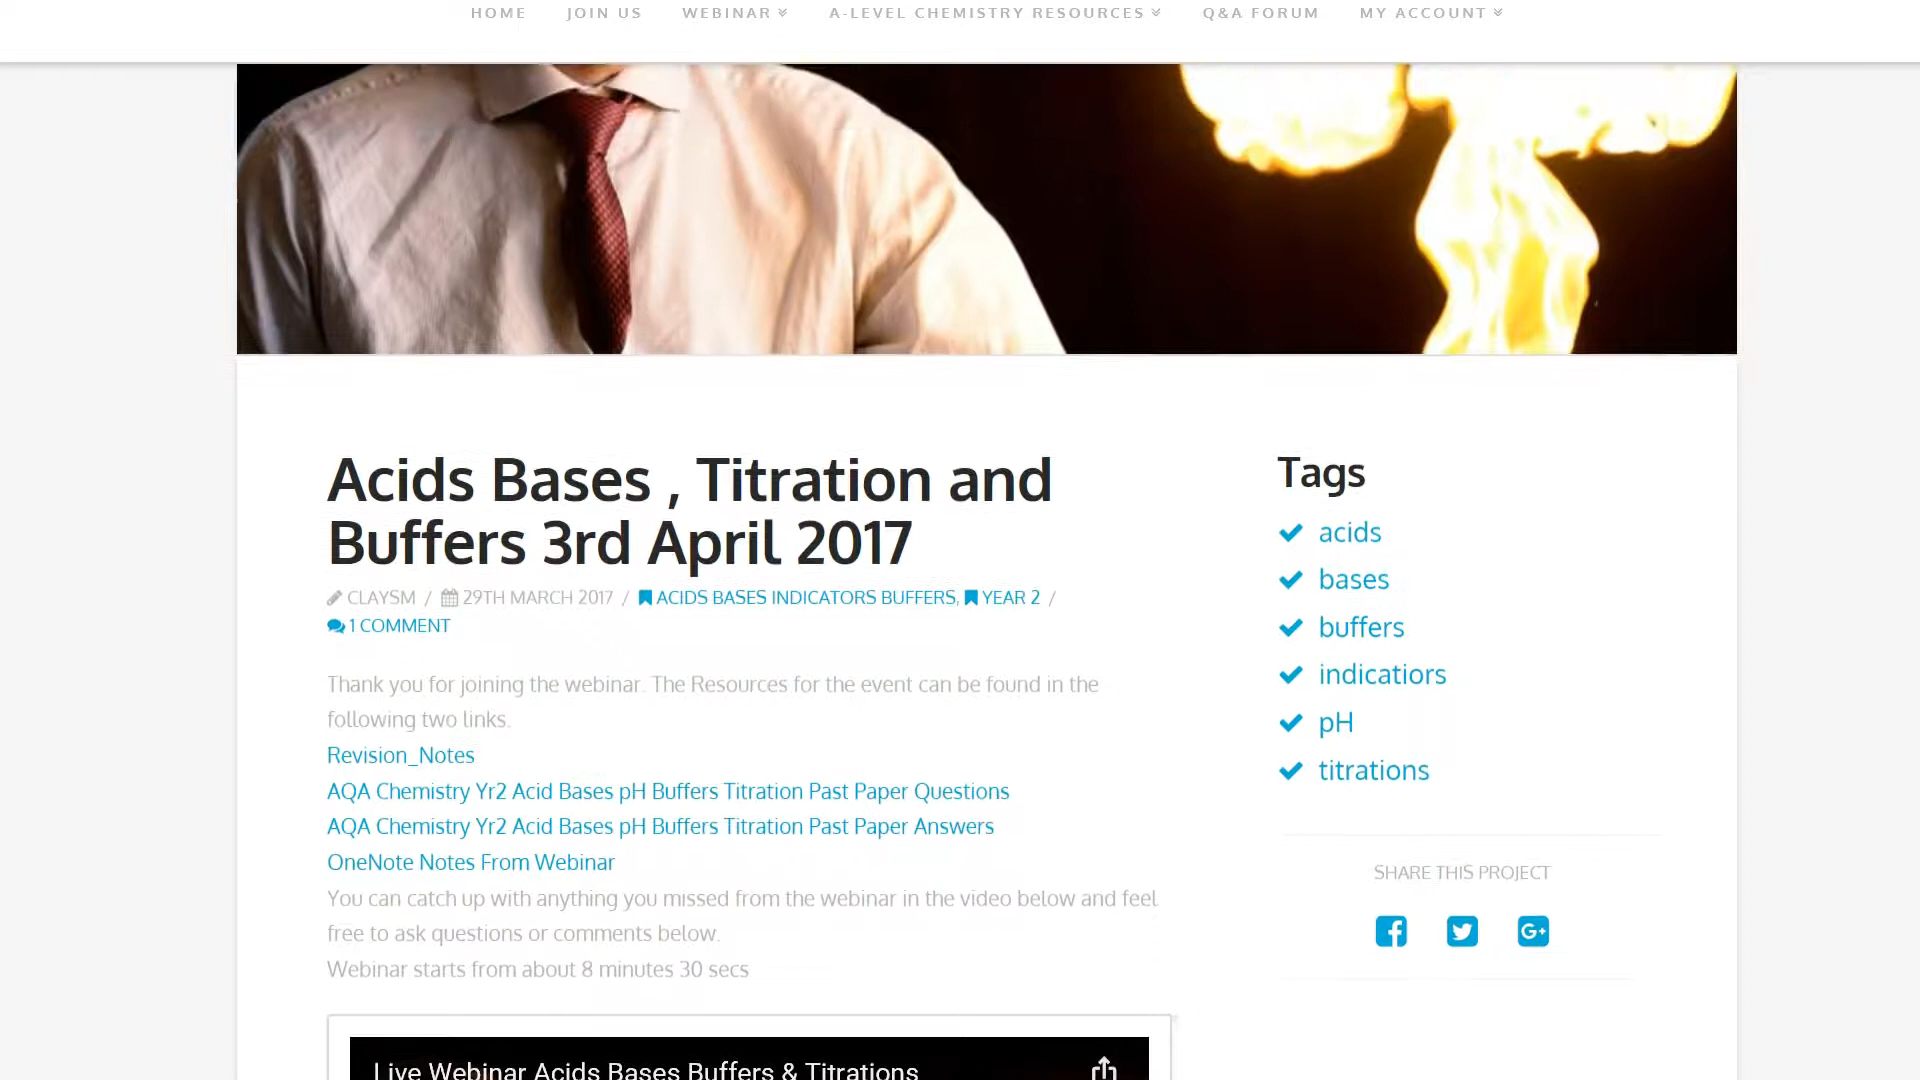 HOME JOIN US WEBINAR A-LEVEL CHEMISTRY RESOURCES Q&A FORUM MY ACCOUNT
Acids Bases , Titration and
Buffers 3rd April 2017
CLAYSM / 29TH MARCH 2017 / ACIDS BASES INDICATORS BUFFERS, YEAR 2 /
1 COMMENT
Thank you for joining the webinar. The Resources for the event can be found in the
following two links.
Revision_Notes
AQA Chemistry Yr2 Acid Bases pH Buffers Titration Past Paper Questions
AQA Chemistry Yr2 Acid Bases pH Buffers Titration Past Paper Answers
OneNote Notes From Webinar
You can catch up with anything you missed from the webinar in the video below and feel
free to ask questions or comments below.
Webinar starts from about 8 minutes 30 secs
Live Webinar Acids Bases Buffers & Titrations
Tags
acids
bases
buffers
indicatiors
pH
titrations
SHARE THIS PROJECT
G+